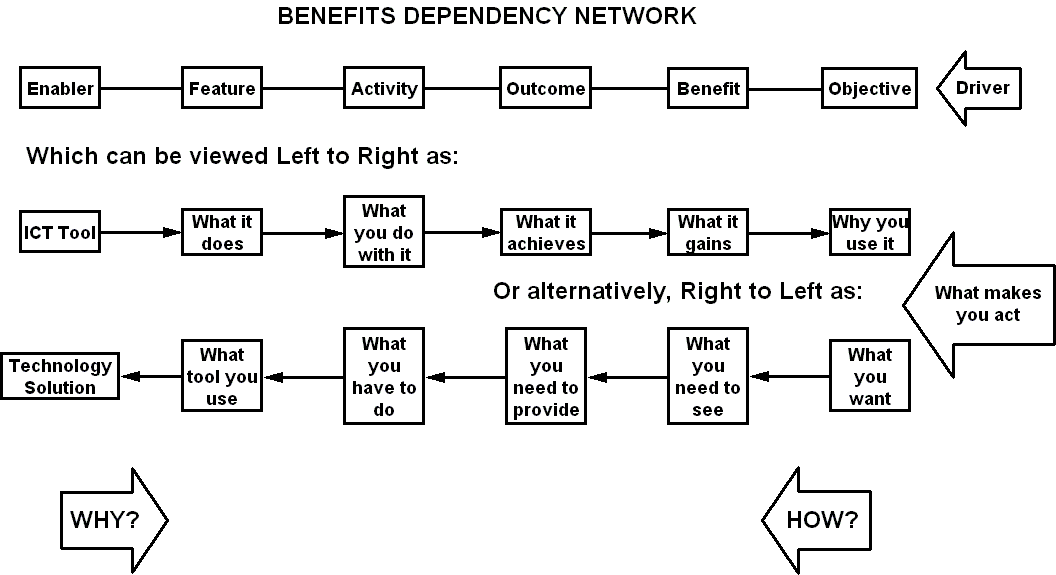 BENEFITS DEPENDENCY NETWORK
Enabler
Feature
Activity
Outcome
Benefit
Objective
Driver
Which can be viewed Left to Right as:
ICT Tool
What it
does
What
you do
with it
What it
achieves
What it
gains
Why you
use it
Or alternatively, Right to Left as:
What makes
you act
Technology
Solution
What
tool you
use
What
you
have to
do
What
you
need to
provide
What
you
need to
see
What
you
want
WHY?
HOW?